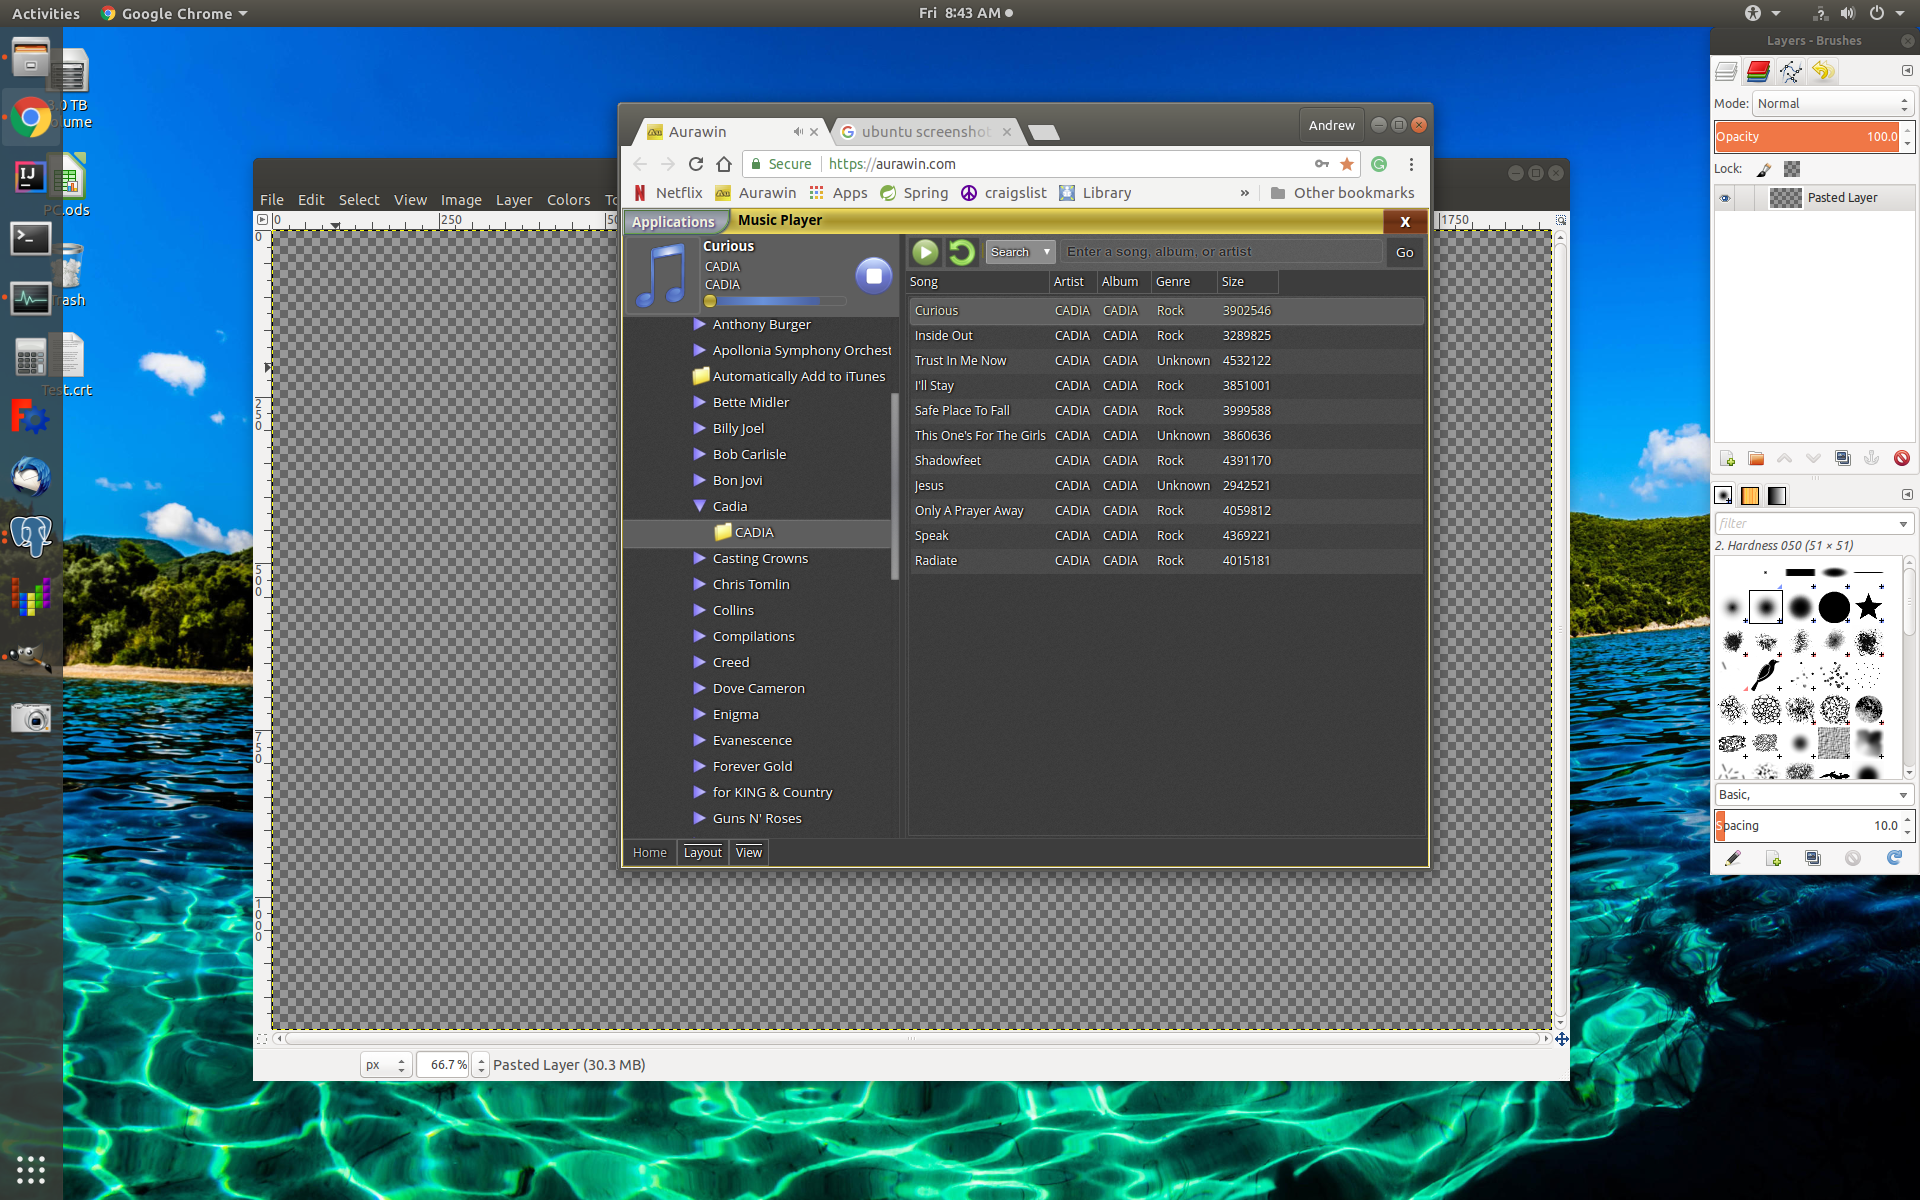 Activities Google Chrome Fri 8:43 AM
Layers - Brushes
Mode: Normal
Opacity 100.0
Lock:
Pasted Layer
filter
2. Hardness 050 (51 × 51)
Basic,
Spacing 10.0
TB
PC.ods
Test.crt
IJ
File Edit Select View Image Layer Colors
0 250 1750
0
250
500
750
1000
px 66.7 % Pasted Layer (30.3 MB)
Aurawin ubuntu screenshot Andrew
Secure https://aurawin.com
Netflix Aurawin Apps Spring craigslist Library » Other bookmarks
Applications Music Player X
Curious
CADIA
CADIA
Search Enter a song, album, or artist Go
Anthony Burger
Apollonia Symphony Orchest
Automatically Add to iTunes
Bette Midler
Billy Joel
Bob Carlisle
Bon Jovi
Cadia
CADIA
Casting Crowns
Chris Tomlin
Collins
Compilations
Creed
Dove Cameron
Enigma
Evanescence
Forever Gold
for KING & Country
Guns N' Roses
Song Artist Album Genre Size
Curious CADIA CADIA Rock 3902546
Inside Out CADIA CADIA Rock 3289825
Trust In Me Now CADIA CADIA Unknown 4532122
I'll Stay CADIA CADIA Rock 3851001
Safe Place To Fall CADIA CADIA Rock 3999588
This One's For The Girls CADIA CADIA Unknown 3860636
Shadowfeet CADIA CADIA Rock 4391170
Jesus CADIA CADIA Unknown 2942521
Only A Prayer Away CADIA CADIA Rock 4059812
Speak CADIA CADIA Rock 4369221
Radiate CADIA CADIA Rock 4015181
Home Layout View